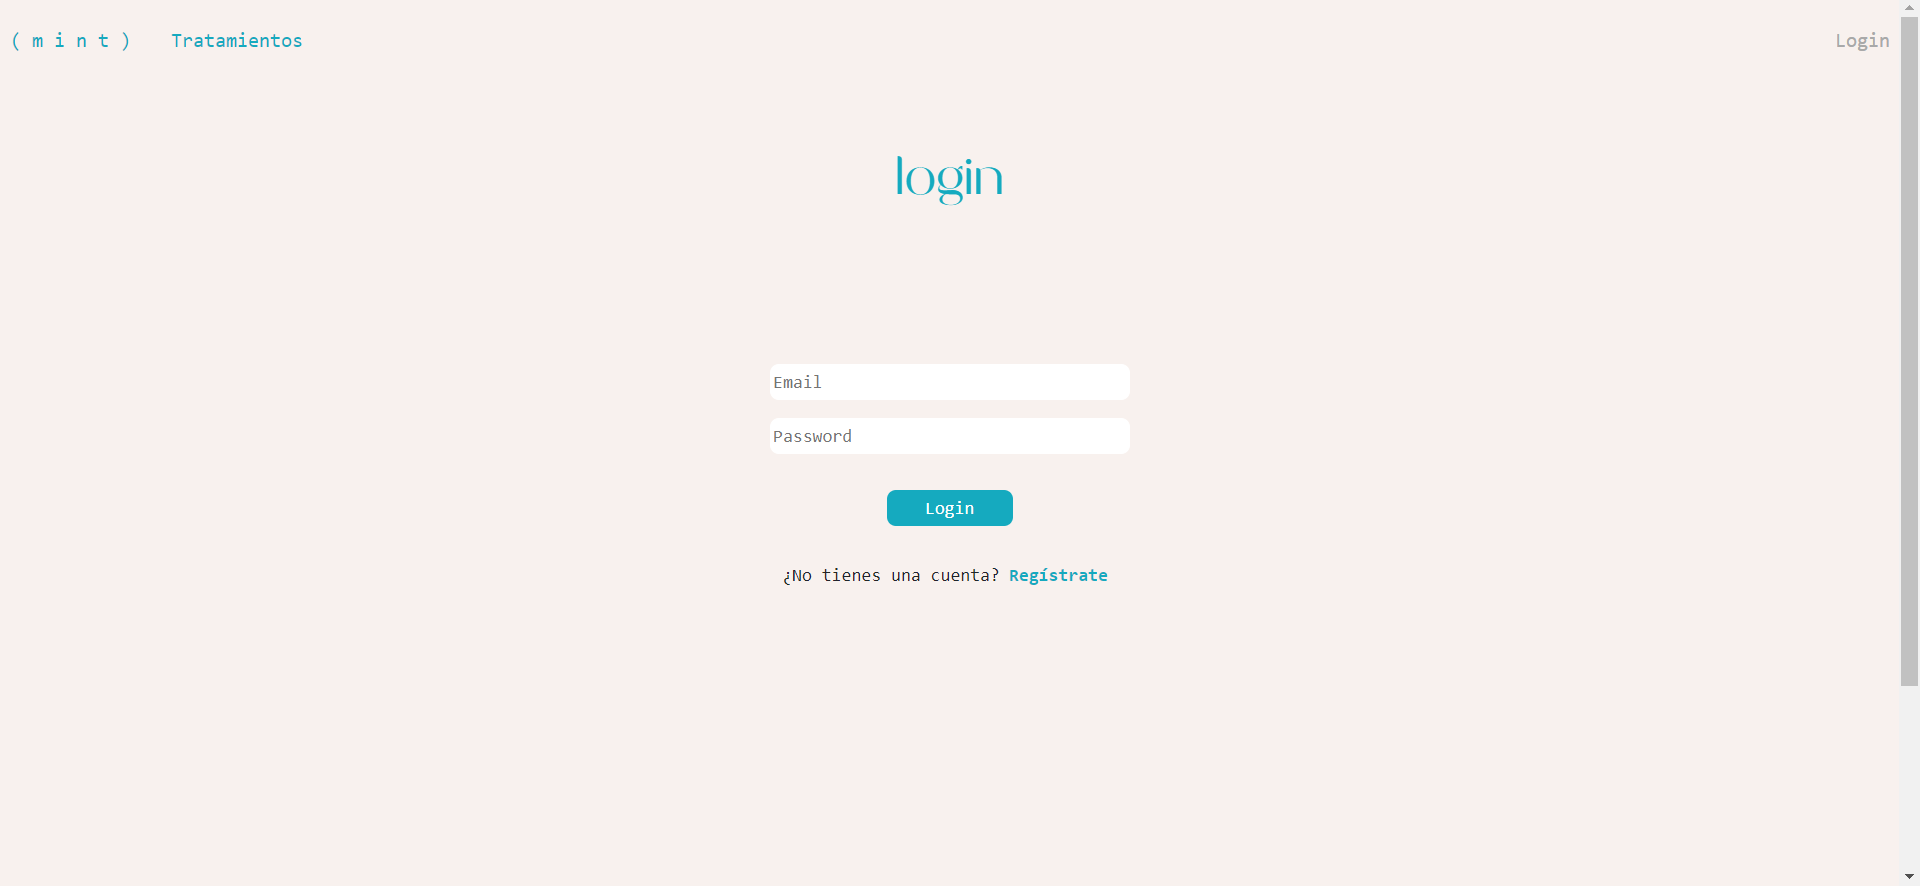 ( m i n t ) Tratamientos Login
login
Email
Password
Login
¿No tienes una cuenta? Regístrate